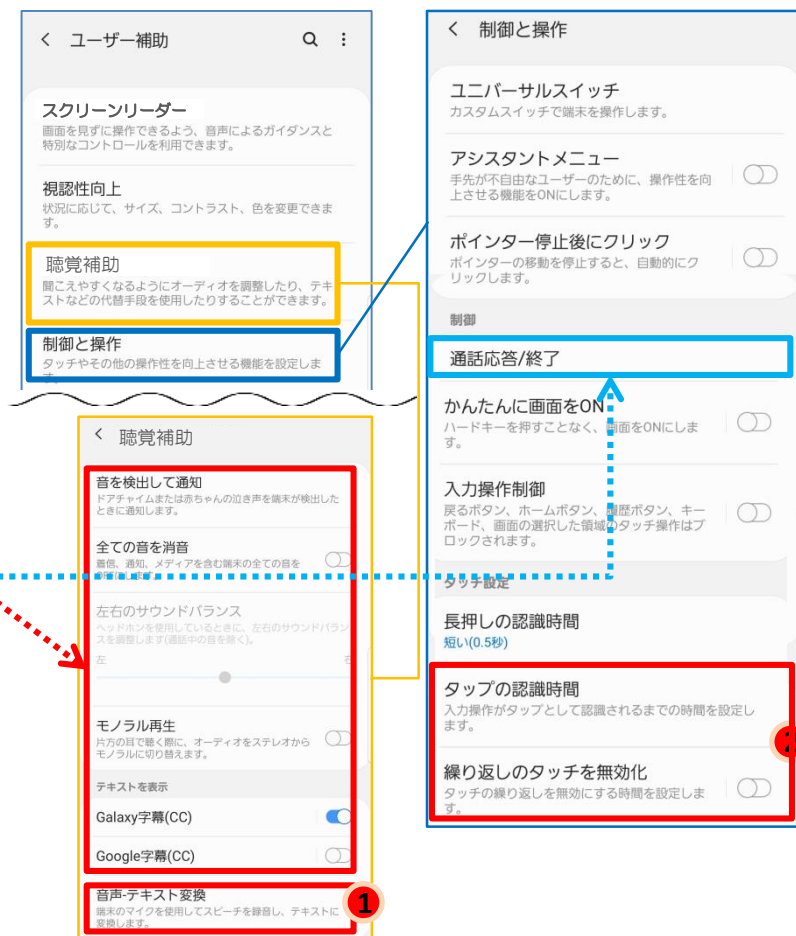 ユーザー補助
スクリーンリーダー
画面を見ずに操作できるよう、音声によるガイダンスと
特別なコントロールを利用できます。
視認性向上
状況に応じて、サイズ、コントラスト、色を変更できま
す。
聴覚補助
聞こえやすくなるようにオーディオを調整したり、テキ
ストなどの代替手段を使用したりすることができます。
制御と操作
タッチやその他の操作性を向上させる機能を設定しま
す。
聴覚補助
音を検出して通知
ドアチャイムまたは赤ちゃんの泣き声を端末が検出した
ときに通知します。
全ての音を消音
着信、通知、メディアを含む端末の全ての音を
します。
左右のサウンドバランス
ヘッドホンを使用しているときに、左右のサウンドバラン
スを調整します(通話中の音を除く)。
左 右
モノラル再生
片方の耳で聴く際に、オーディオをステレオから
モノラルに切り替えます。
テキストを表示
Galaxy字幕(CC)
Google字幕(CC)
音声-テキスト変換
端末のマイクを使用してスピーチを録音し、テキストに
変換します。
1
制御と操作
ユニバーサルスイッチ
カスタムスイッチで端末を操作します。
アシスタントメニュー
手先が不自由なユーザーのために、操作性を向
上させる機能をONにします。
ポインター停止後にクリック
ポインターの移動を停止すると、自動的にク
リックします。
制御
通話応答/終了
かんたんに画面をON
ハードキーを押すことなく、画面をONにしま
す。
入力操作制御
戻るボタン、ホームボタン、履歴ボタン、キー
ボード、画面の選択した領域のタッチ操作はブ
ロックされます。
タッチ設定
長押しの認識時間
短い(0.5秒)
タップの認識時間
入力操作がタップとして認識されるまでの時間を設定し
ます。
2
繰り返しのタッチを無効化
タッチの繰り返しを無効にする時間を設定しま
す。